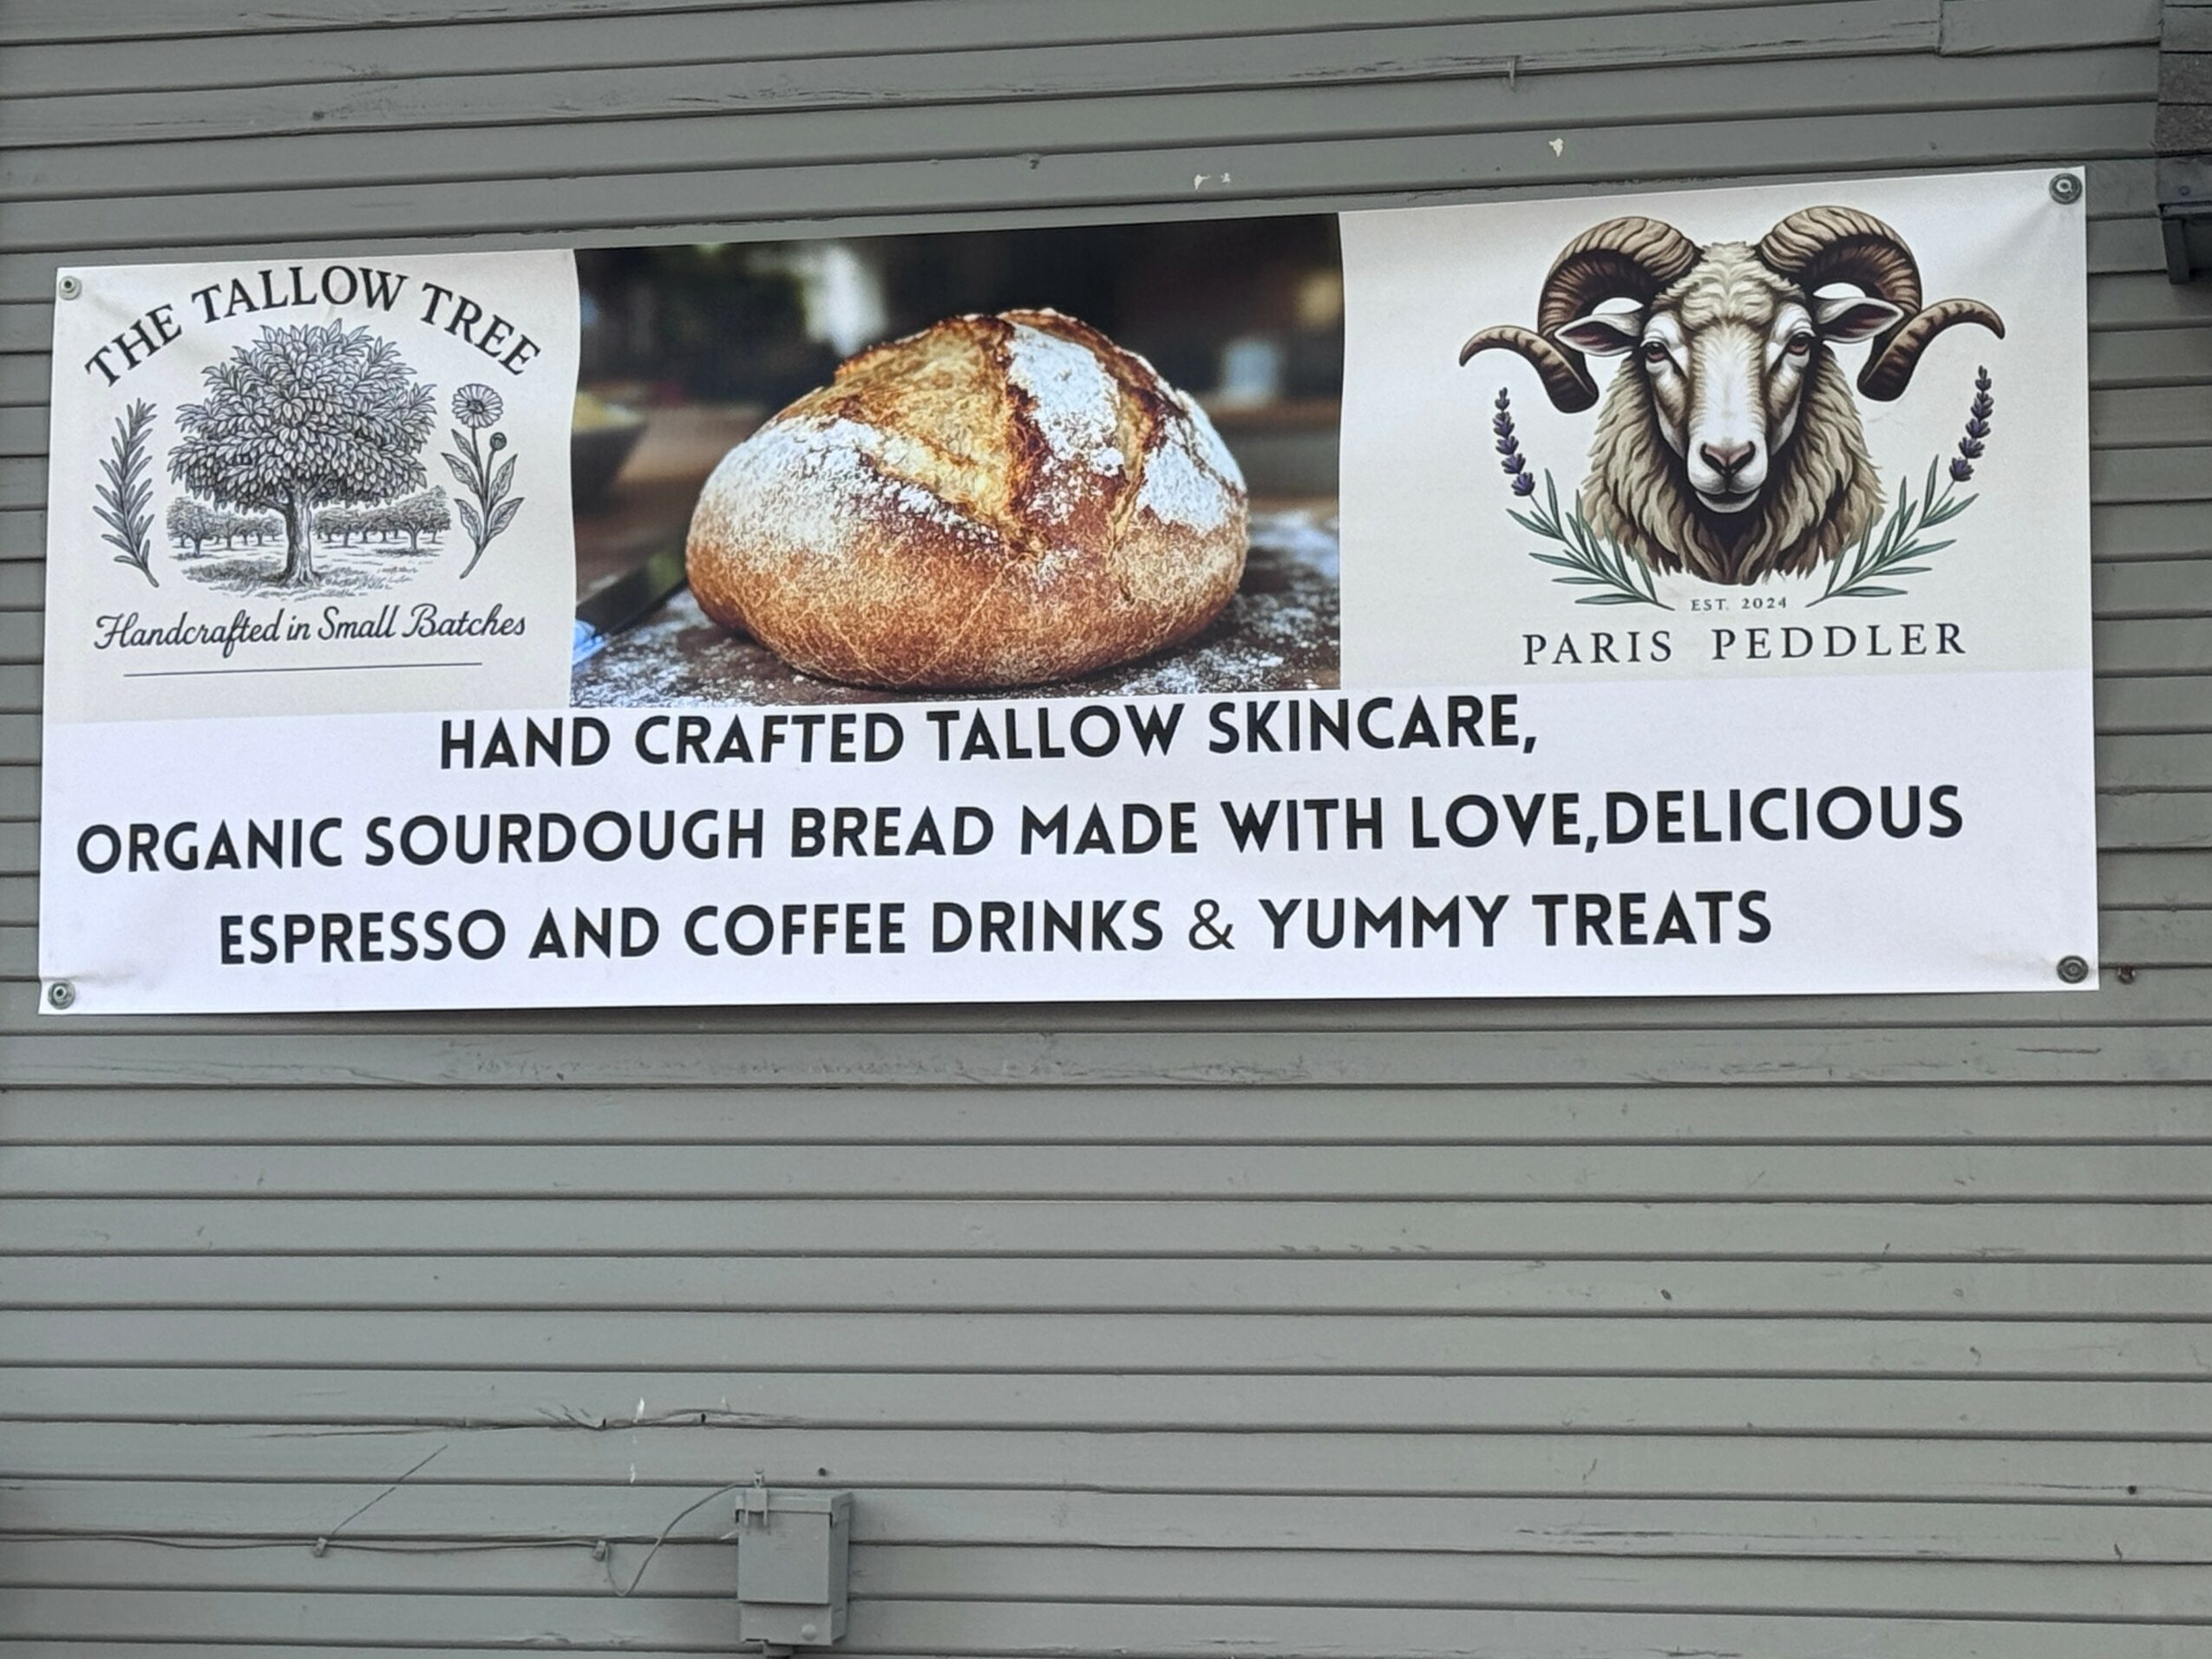 THE TALLOW TREE
Handcrafted in Small Batches
EST. 2024
PARIS PEDDLER
HAND CRAFTED TALLOW SKINCARE,
ORGANIC SOURDOUGH BREAD MADE WITH LOVE,DELICIOUS
ESPRESSO AND COFFEE DRINKS & YUMMY TREATS